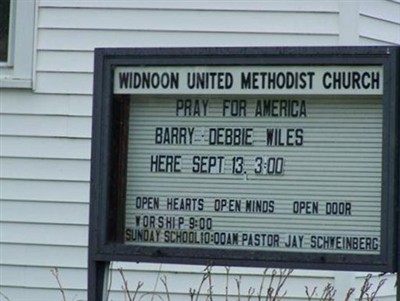 WIDNOON UNITED METHODIST CHURCH
PRAY FOR AMERICA
BARRY DEBBIE WILES
HERE SEPT 13, 3:00
OPEN HEARTS OPEN MINDS OPEN DOOR
WORSHIP 9:00
SUNDAY SCHOOL 10:00AM PASTOR JAY SCHWEINBERG